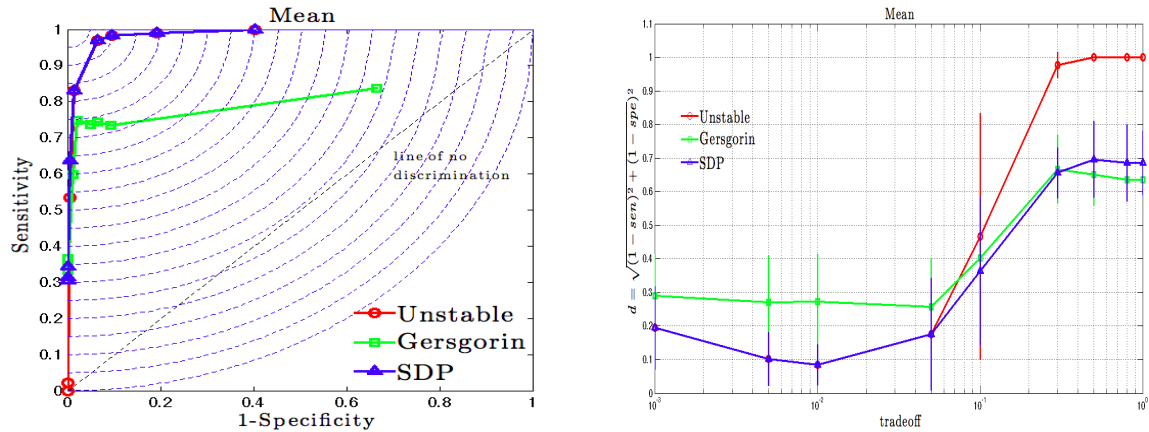 Mean
1
0.9
0.8
0.7
0.6
0.5
0.4
0.3
0.2
0.1
0
Sensitivity
line of no
discrimination
Unstable
Gersgorin
SDP
0
0.2
0.4
0.6
0.8
1
1-Specificity
Mean
1.1
1
0.9
0.8
0.7
0.6
0.5
0.4
0.3
0.2
0.1
0
d = √(1 − sen)² + (1 − spe)²
Unstable
Gersgorin
SDP
10⁻³
10⁻²
10⁻¹
10⁰
tradeoff